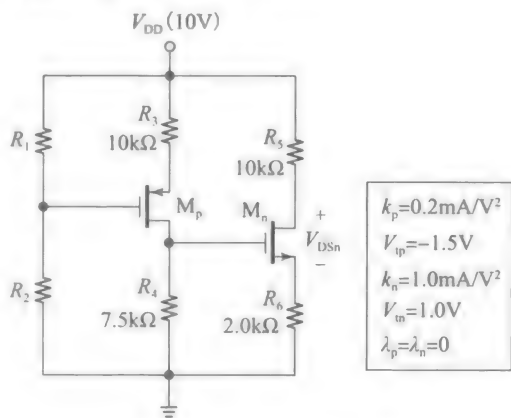 V_DD (10V)
R_1
R_3
10kΩ
R_5
10kΩ
M_p
M_n
+
V_DSn
−
R_2
R_4
7.5kΩ
R_6
2.0kΩ
k_p=0.2mA/V²
V_tp=−1.5V
k_n=1.0mA/V²
V_tn=1.0V
λ_p=λ_n=0